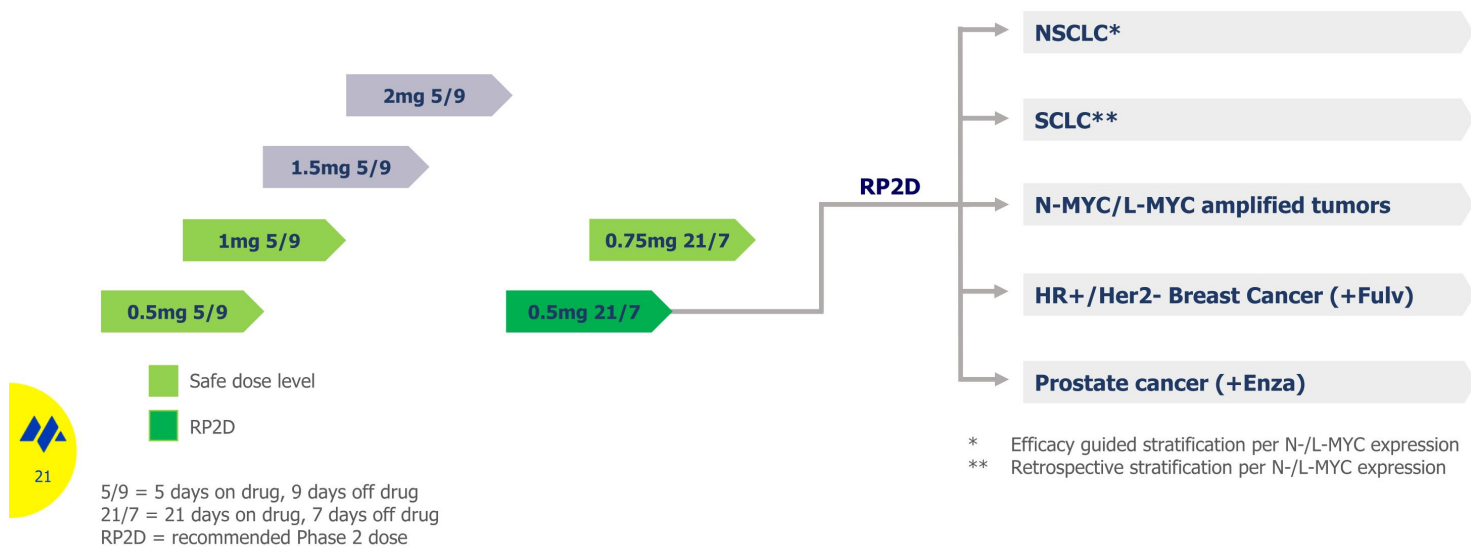 2mg 5/9
1.5mg 5/9
1mg 5/9
0.5mg 5/9
0.75mg 21/7
0.5mg 21/7
RP2D
NSCLC*
SCLC**
N-MYC/L-MYC amplified tumors
HR+/Her2- Breast Cancer (+Fulv)
Prostate cancer (+Enza)
Safe dose level
RP2D
* Efficacy guided stratification per N-/L-MYC expression
** Retrospective stratification per N-/L-MYC expression
21
5/9 = 5 days on drug, 9 days off drug
21/7 = 21 days on drug, 7 days off drug
RP2D = recommended Phase 2 dose